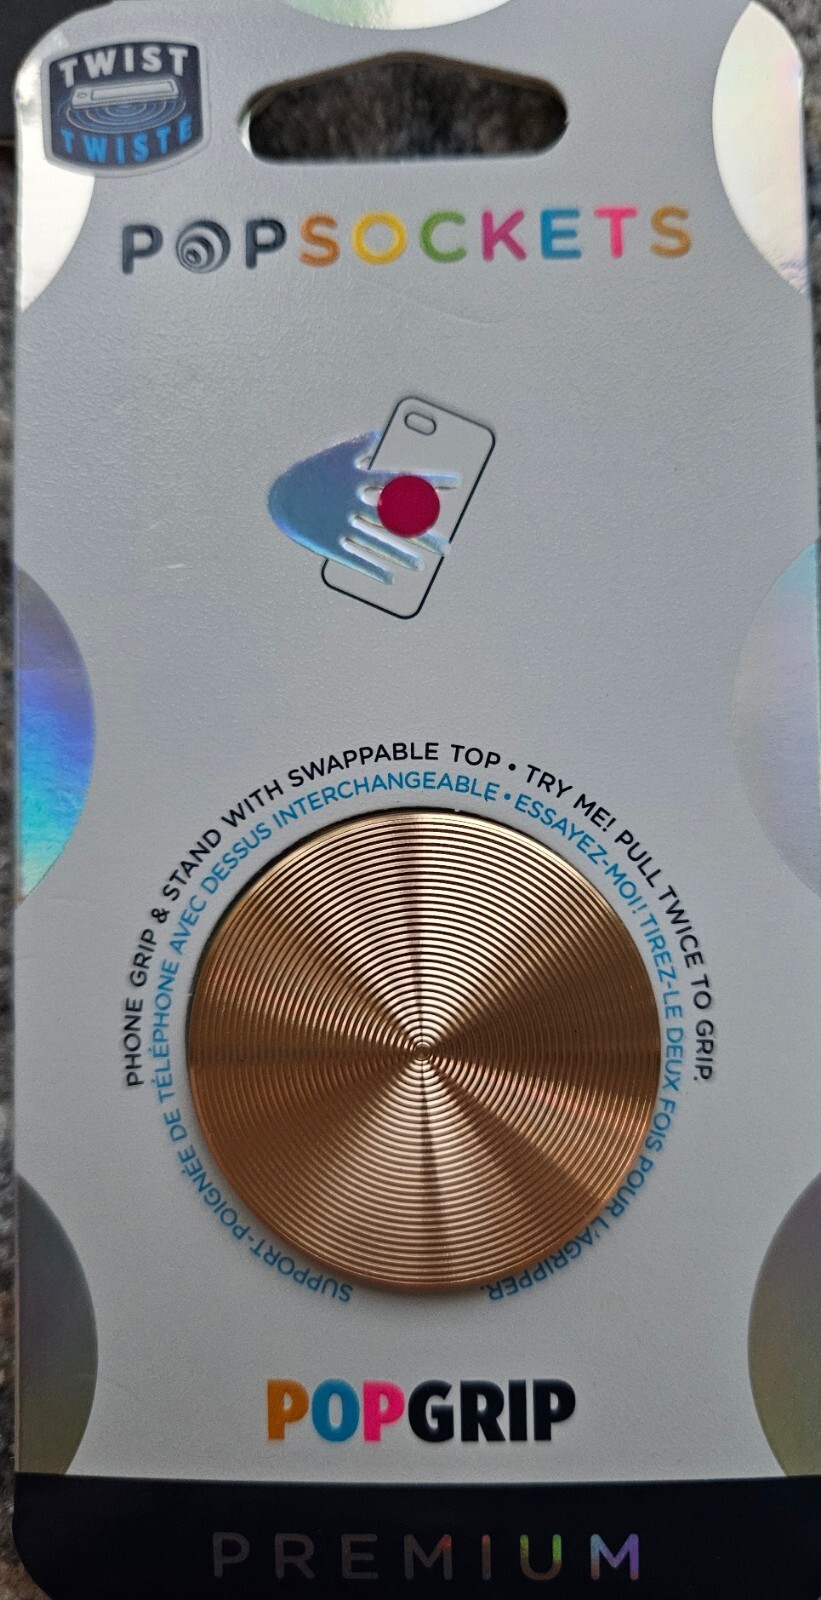 TWIST
TWISTE
POPSOCKETS
PHONE GRIP & STAND WITH SWAPPABLE TOP • TRY ME! PULL TWICE TO GRIP.
SUPPORT-POIGNÉE DE TÉLÉPHONE AVEC DESSUS INTERCHANGEABLE • ESSAYEZ-MOI! TIREZ-LE DEUX FOIS POUR L'AGRIPPER.
POPGRIP
PREMIUM